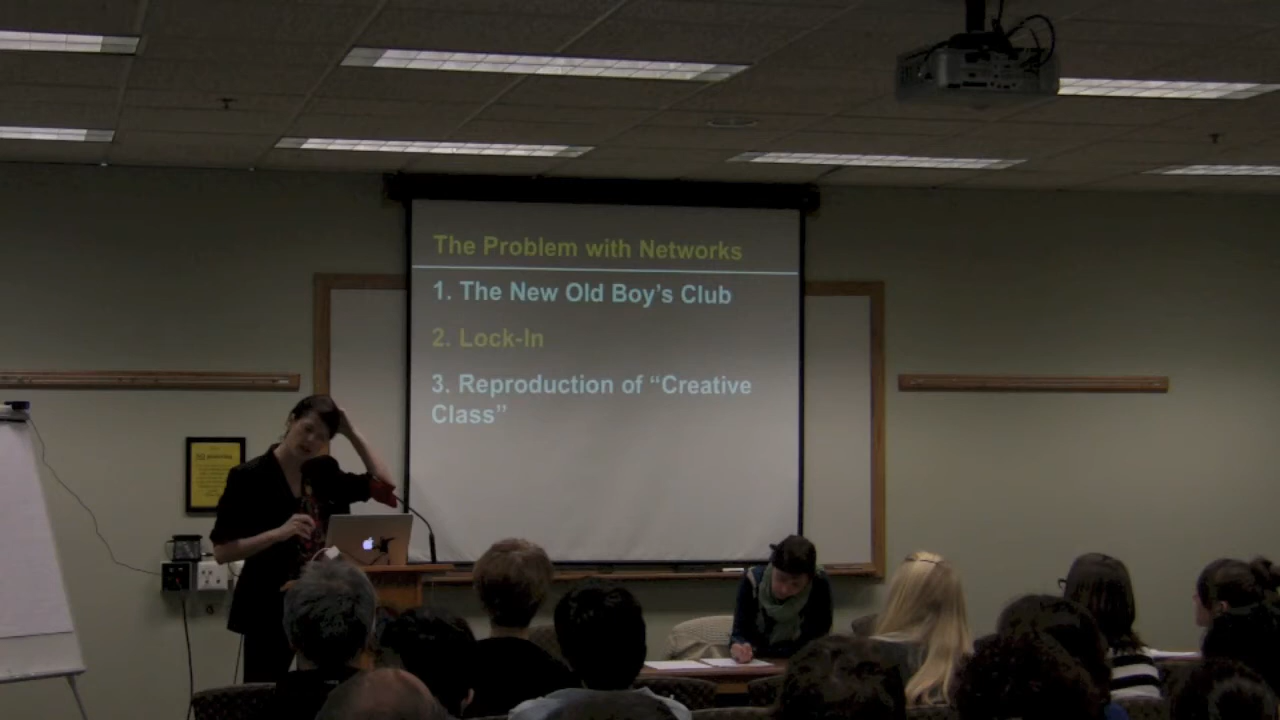 The Problem with Networks
1. The New Old Boy's Club
2. Lock-In
3. Reproduction of “Creative
Class”